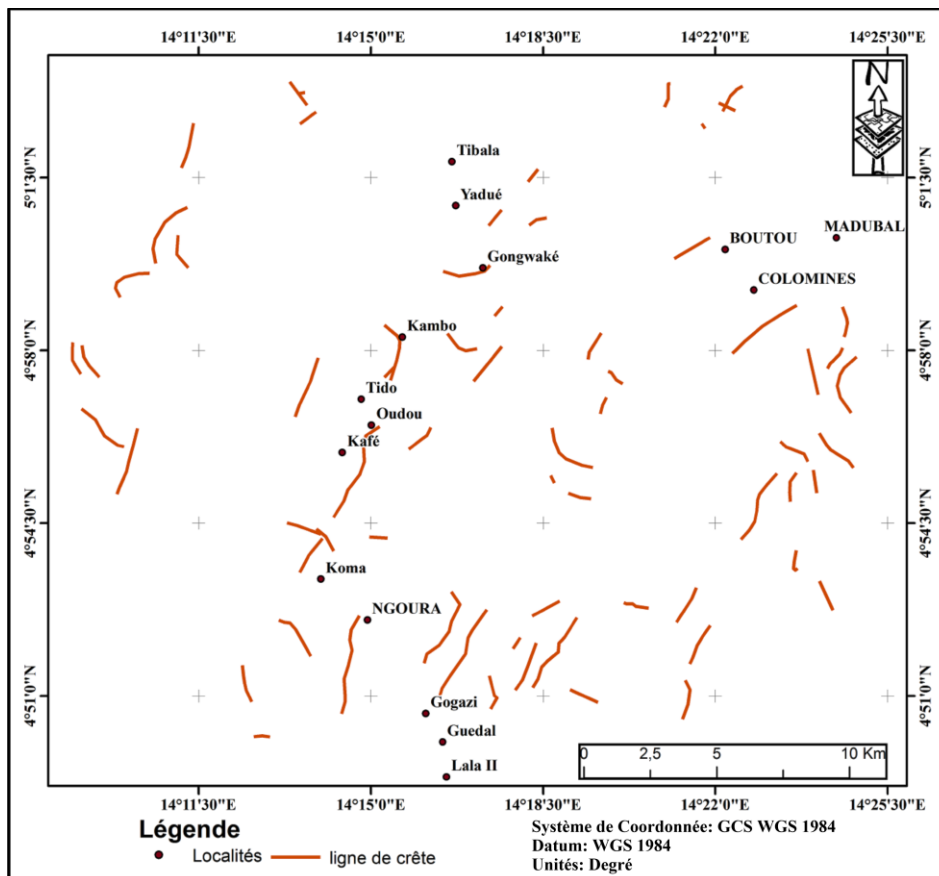 14°11'30"E 14°15'0"E 14°18'30"E 14°22'0"E 14°25'30"E
N
Tibala
5°1'30"N 5°1'30"N
Yadué
MADUBAL
BOUTOU
Gongwaké
COLOMINES
Kambo
4°58'0"N 4°58'0"N
Tido
Oudou
Kafé
4°54'30"N 4°54'30"N
Koma
NGOURA
4°51'0"N 4°51'0"N
Gogazi
Guedal
0 2,5 5 10 Km
Lala II
14°11'30"E 14°15'0"E 14°18'30"E 14°22'0"E 14°25'30"E
Légende
Localités ligne de crête
Système de Coordonnée: GCS WGS 1984
Datum: WGS 1984
Unités: Degré